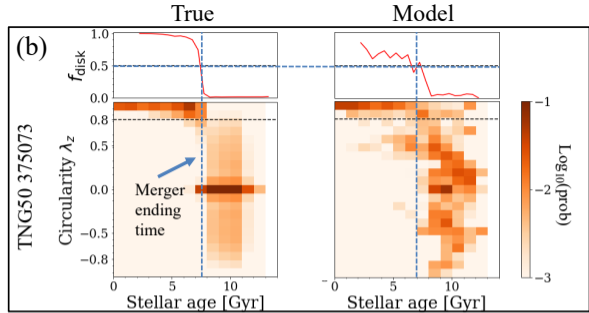 True Model
(b)
1.0
0.5
0.0
f_disk
TNG50 375073
Circularity λ_z
0.8
0.5
0.0
−0.5
−0.8
Merger
ending
time
0 5 10
Stellar age [Gyr]
0 5 10
Stellar age [Gyr]
−1
−2
−3
Log₁₀(prob)